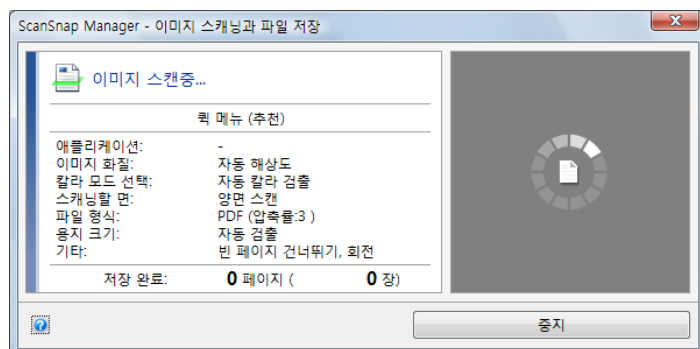 ScanSnap Manager - 이미지 스캐닝과 파일 저장
이미지 스캔중...
퀵 메뉴 (추천)
애플리케이션: -
이미지 화질: 자동 해상도
칼라 모드 선택: 자동 칼라 검출
스캐닝할 면: 양면 스캔
파일 형식: PDF (압축률:3 )
용지 크기: 자동 검출
기타: 빈 페이지 건너뛰기, 회전
저장 완료: 0 페이지 ( 0 장)
중지